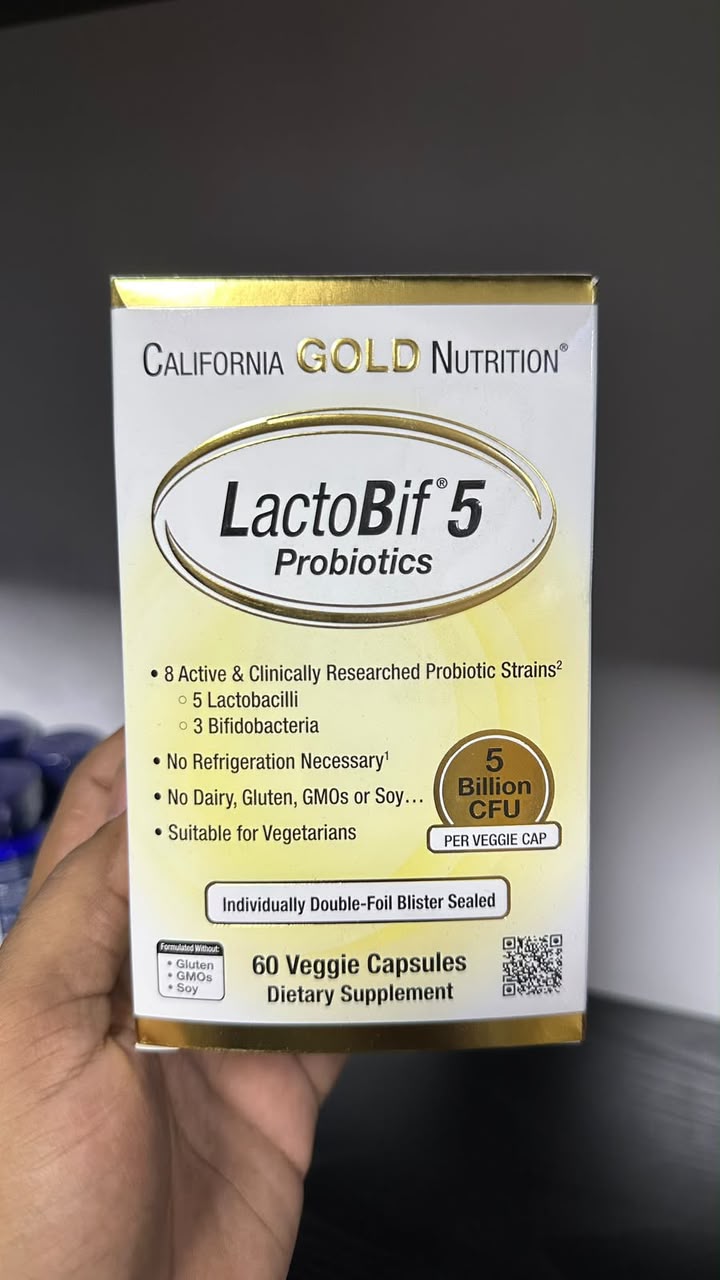 CALIFORNIA GOLD NUTRITION®
LactoBif® 5
Probiotics
• 8 Active & Clinically Researched Probiotic Strains²
○ 5 Lactobacilli
○ 3 Bifidobacteria
• No Refrigeration Necessary¹
• No Dairy, Gluten, GMOs or Soy...
• Suitable for Vegetarians
5
Billion
CFU
PER VEGGIE CAP
Individually Double-Foil Blister Sealed
Formulated Without:
• Gluten
• GMOs
• Soy
60 Veggie Capsules
Dietary Supplement